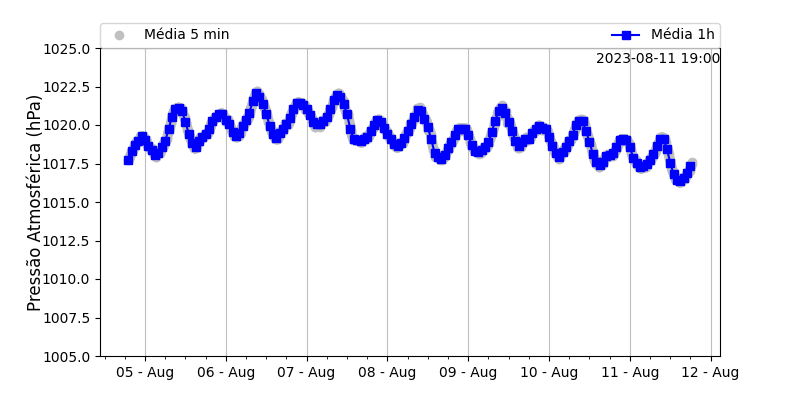 Média 5 min
Média 1h
2023-08-11 19:00
Pressão Atmosférica (hPa)
1025.0
1022.5
1020.0
1017.5
1015.0
1012.5
1010.0
1007.5
1005.0
05 - Aug
06 - Aug
07 - Aug
08 - Aug
09 - Aug
10 - Aug
11 - Aug
12 - Aug